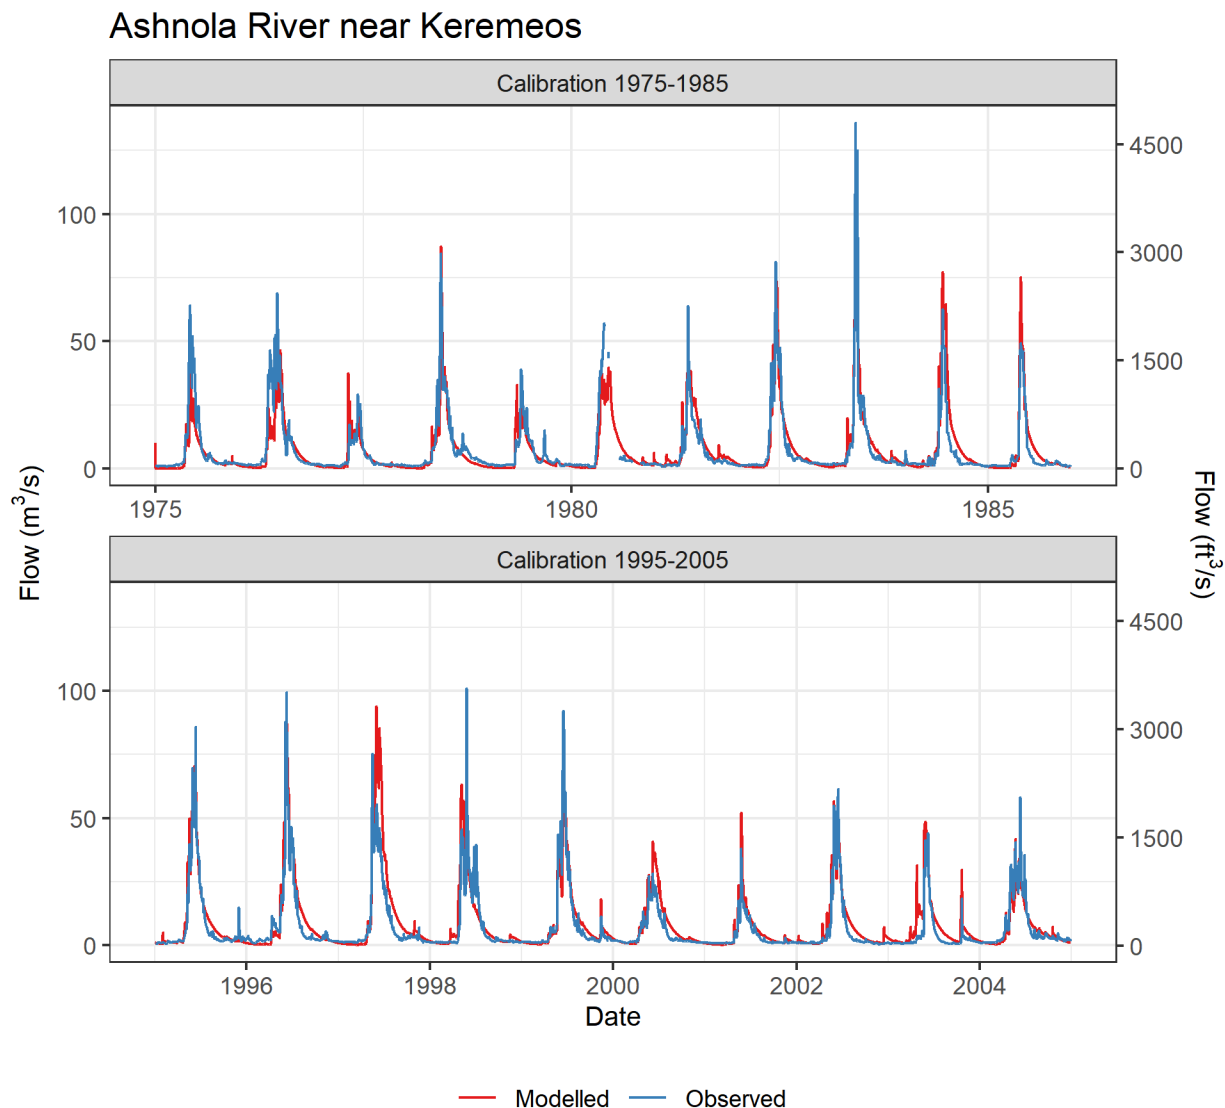 Ashnola River near Keremeos
Calibration 1975-1985
100
50
0
4500
3000
1500
0
1975
1980
1985
Flow (m³/s)
Flow (ft³/s)
Calibration 1995-2005
100
50
0
4500
3000
1500
0
1996
1998
2000
2002
2004
Date
Modelled
Observed